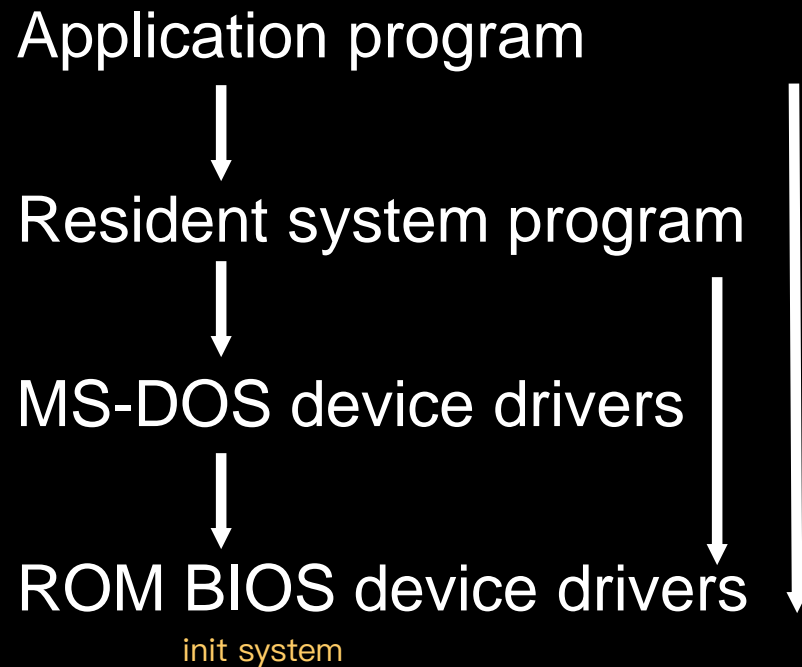 Application program
Resident system program
MS-DOS device drivers
ROM BIOS device drivers
init system